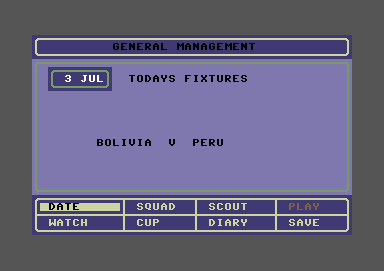 GENERAL MANAGEMENT
3 JUL TODAYS FIXTURES
BOLIVIA V PERU
DATE SQUAD SCOUT PLAY
WATCH CUP DIARY SAVE